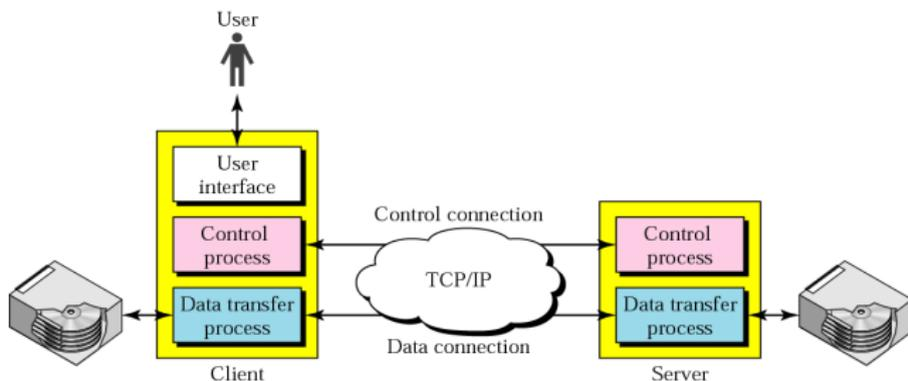 User
User
interface
Control connection
Control
process
Control
process
TCP/IP
Data transfer
process
Data transfer
process
Data connection
Client
Server